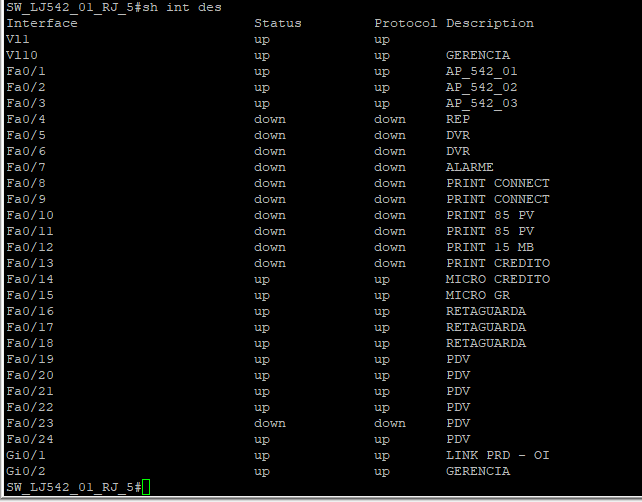 SW_LJ542_01_RJ_5#sh int des
Interface Status Protocol Description
Vl1 up up
Vl10 up up GERENCIA
Fa0/1 up up AP_542_01
Fa0/2 up up AP_542_02
Fa0/3 up up AP_542_03
Fa0/4 down down REP
Fa0/5 down down DVR
Fa0/6 down down DVR
Fa0/7 down down ALARME
Fa0/8 down down PRINT CONNECT
Fa0/9 down down PRINT CONNECT
Fa0/10 down down PRINT 85 PV
Fa0/11 down down PRINT 85 PV
Fa0/12 down down PRINT 15 MB
Fa0/13 down down PRINT CREDITO
Fa0/14 up up MICRO CREDITO
Fa0/15 up up MICRO GR
Fa0/16 up up RETAGUARDA
Fa0/17 up up RETAGUARDA
Fa0/18 up up RETAGUARDA
Fa0/19 up up PDV
Fa0/20 up up PDV
Fa0/21 up up PDV
Fa0/22 up up PDV
Fa0/23 down down PDV
Fa0/24 up up PDV
Gi0/1 up up LINK PRD - OI
Gi0/2 up up GERENCIA
SW_LJ542_01_RJ_5#